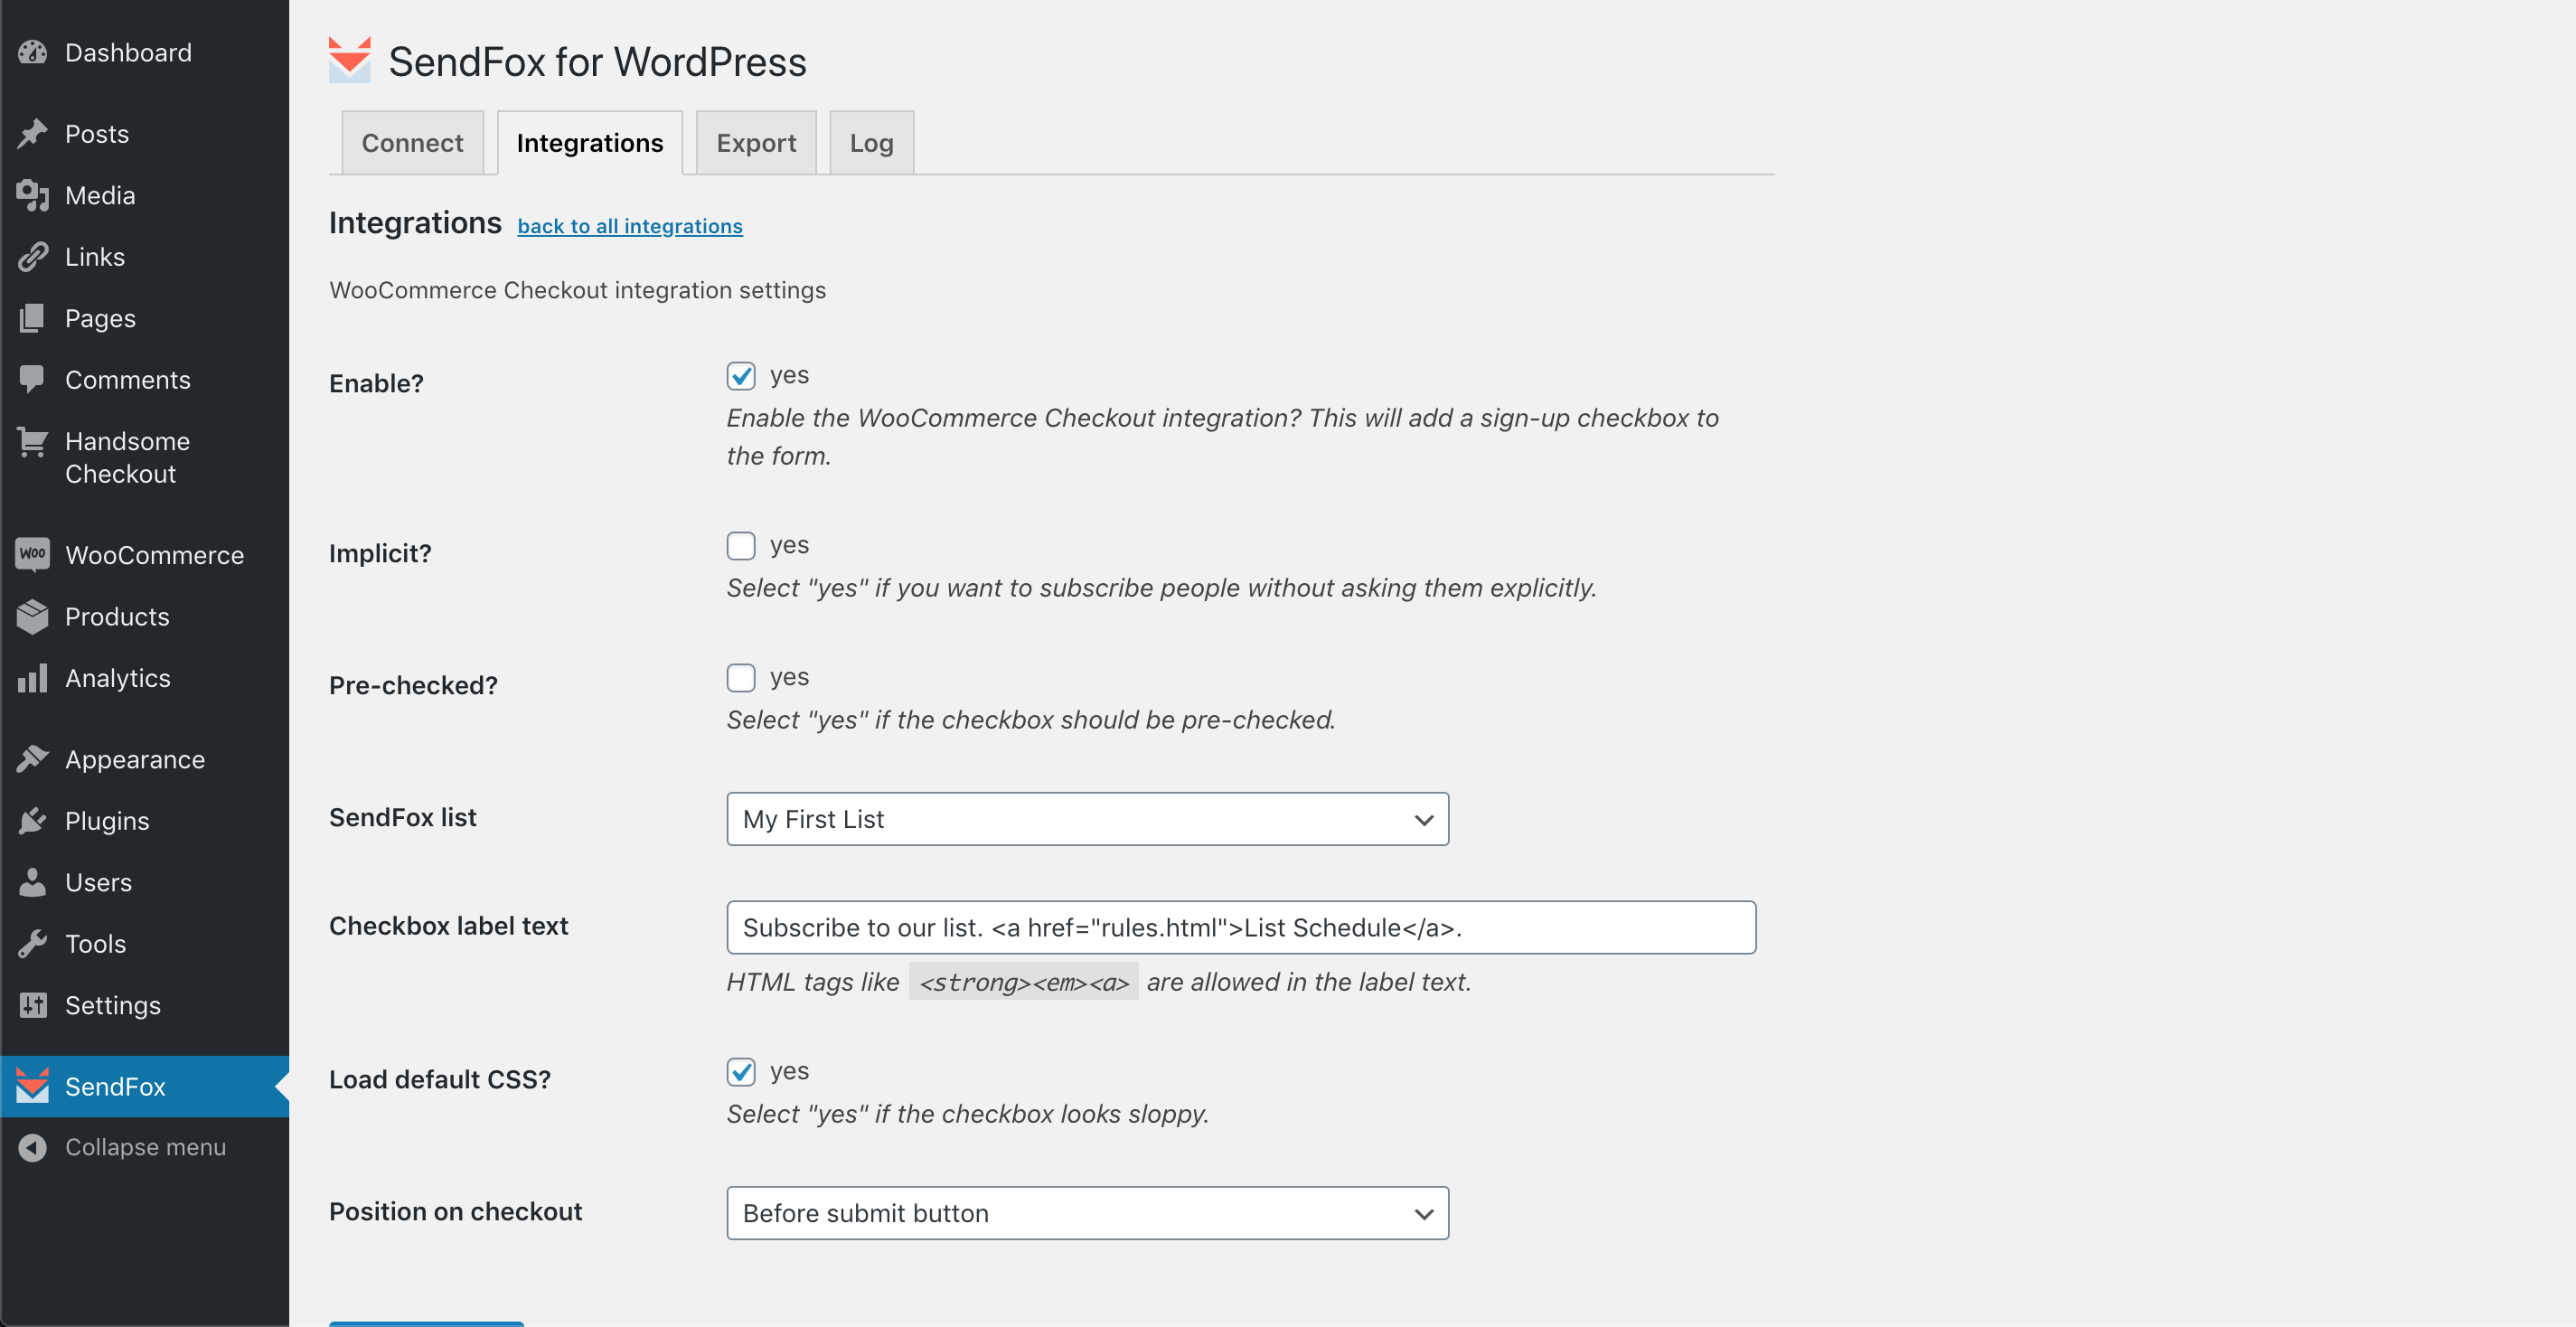 Dashboard
Posts
Media
Links
Pages
Comments
Handsome
Checkout
WOO WooCommerce
Products
Analytics
Appearance
Plugins
Users
Tools
Settings
SendFox
Collapse menu
SendFox for WordPress
Connect Integrations Export Log
Integrations back to all integrations
WooCommerce Checkout integration settings
Enable? yes
Enable the WooCommerce Checkout integration? This will add a sign-up checkbox to
the form.
Implicit? yes
Select "yes" if you want to subscribe people without asking them explicitly.
Pre-checked? yes
Select "yes" if the checkbox should be pre-checked.
SendFox list My First List
Checkbox label text Subscribe to our list. <a href="rules.html">List Schedule</a>.
HTML tags like <strong><em><a> are allowed in the label text.
Load default CSS? yes
Select "yes" if the checkbox looks sloppy.
Position on checkout Before submit button